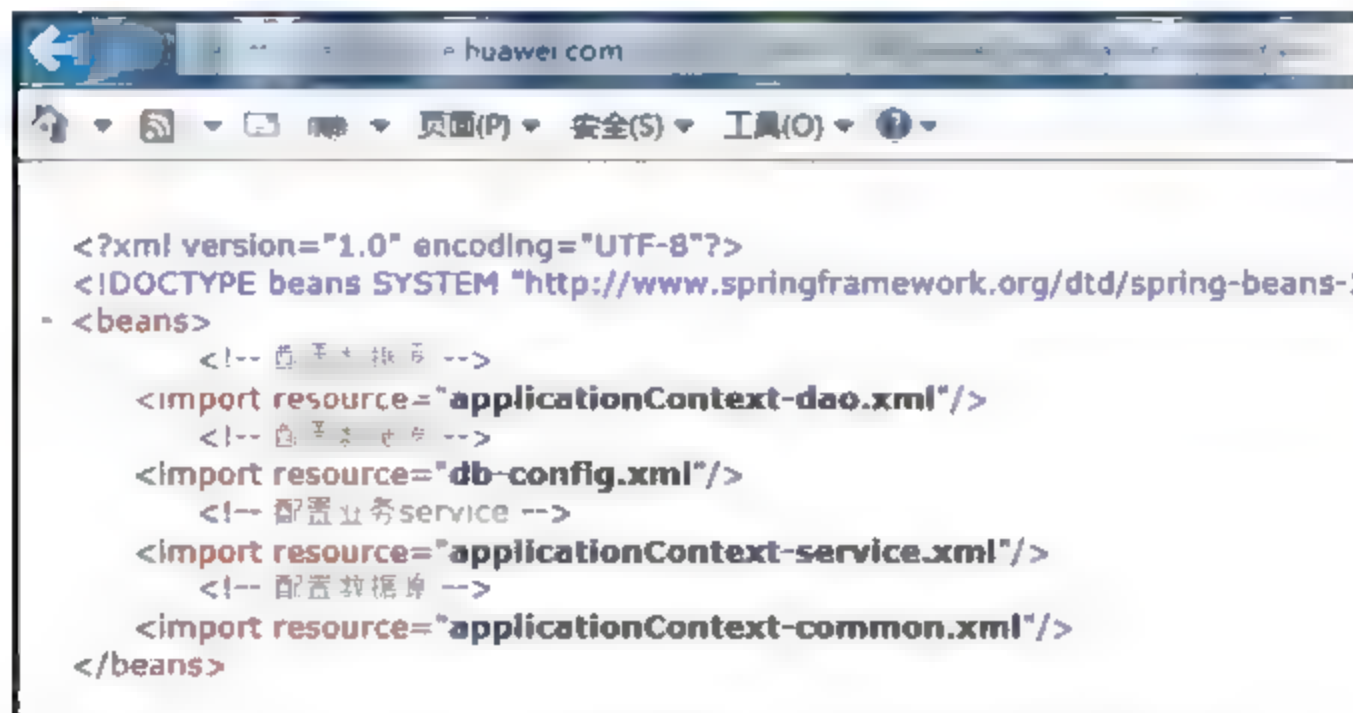 huawei.com
页面(P) 安全(S) 工具(O)
<?xml version="1.0" encoding="UTF-8"?>
<!DOCTYPE beans SYSTEM "http://www.springframework.org/dtd/spring-beans-
- <beans>
<!-- -->
<import resource="applicationContext-dao.xml"/>
<!-- -->
<import resource="db-config.xml"/>
<!-- 配置业务service -->
<import resource="applicationContext-service.xml"/>
<!-- 配置数据库 -->
<import resource="applicationContext-common.xml"/>
</beans>